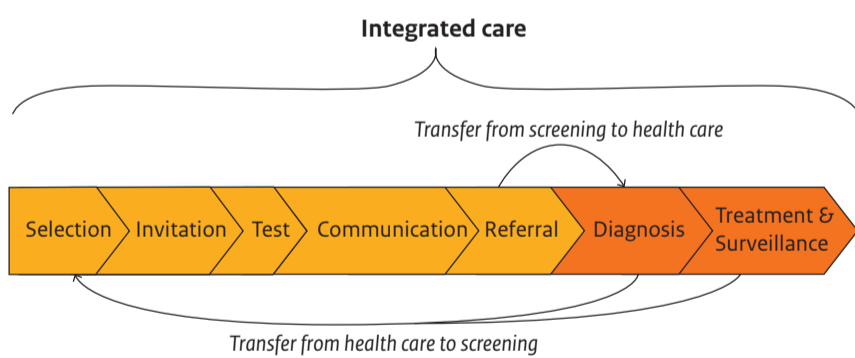 Integrated care
Transfer from screening to health care
Selection
Invitation
Test
Communication
Referral
Diagnosis
Treatment &
Surveillance
Transfer from health care to screening